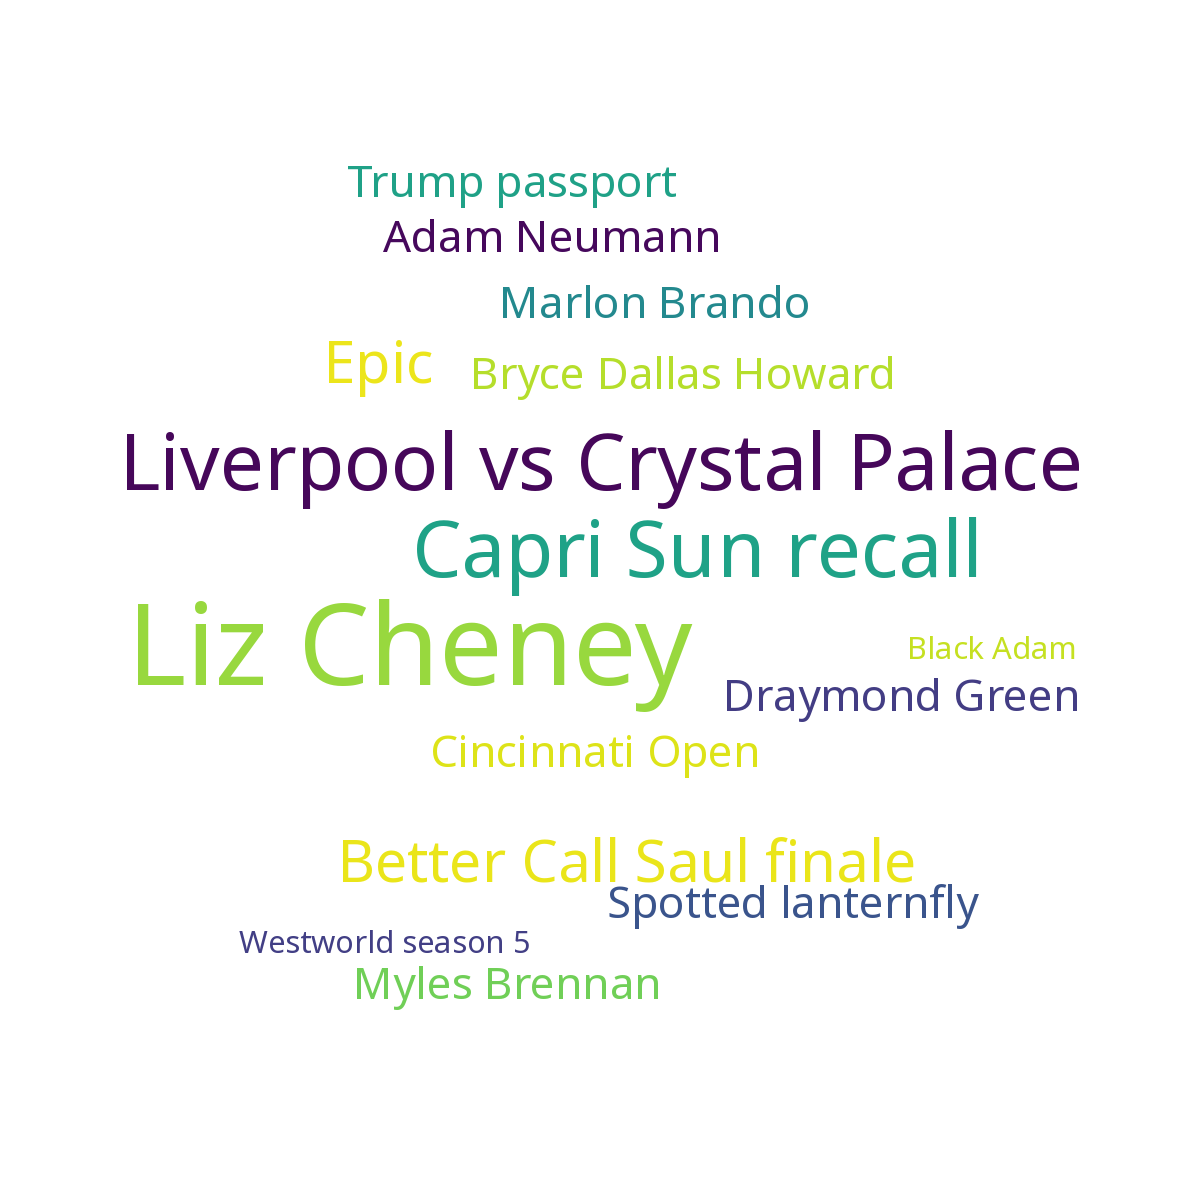 Trump passport
Adam Neumann
Marlon Brando
Epic
Bryce Dallas Howard
Liverpool vs Crystal Palace
Capri Sun recall
Liz Cheney
Black Adam
Draymond Green
Cincinnati Open
Better Call Saul finale
Spotted lanternfly
Westworld season 5
Myles Brennan